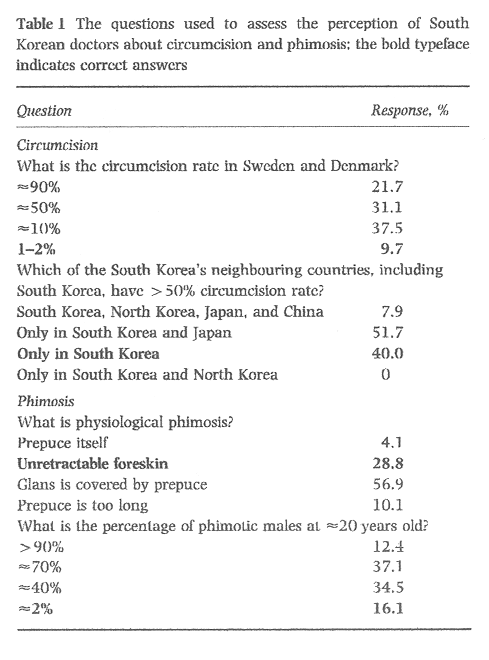 Table 1 The questions used to assess the perception of South
Korean doctors about circumcision and phimosis; the bold typeface
indicates correct answers
Question Response, %
Circumcision
What is the circumcision rate in Sweden and Denmark?
≈90% 21.7
≈50% 31.1
≈10% 37.5
1–2% 9.7
Which of the South Korea's neighbouring countries, including
South Korea, have >50% circumcision rate?
South Korea, North Korea, Japan, and China 7.9
Only in South Korea and Japan 51.7
Only in South Korea 40.0
Only in South Korea and North Korea 0
Phimosis
What is physiological phimosis?
Prepuce itself 4.1
Unretractable foreskin 28.8
Glans is covered by prepuce 56.9
Prepuce is too long 10.1
What is the percentage of phimotic males at ≈20 years old?
>90% 12.4
≈70% 37.1
≈40% 34.5
≈2% 16.1